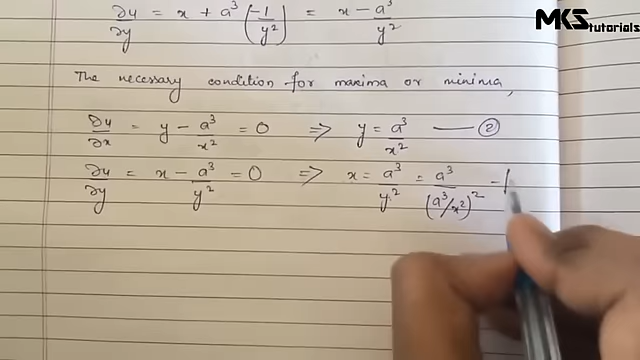 MKS tutorials
∂u/∂y = x + a³(-1/y²) = x - a³/y²
The necessary condition for maxima or minima,
∂u/∂x = y - a³/x² = 0 ⇒ y = a³/x² —— ②
∂u/∂y = x - a³/y² = 0 ⇒ x = a³/y² = a³/(a³/x²)²